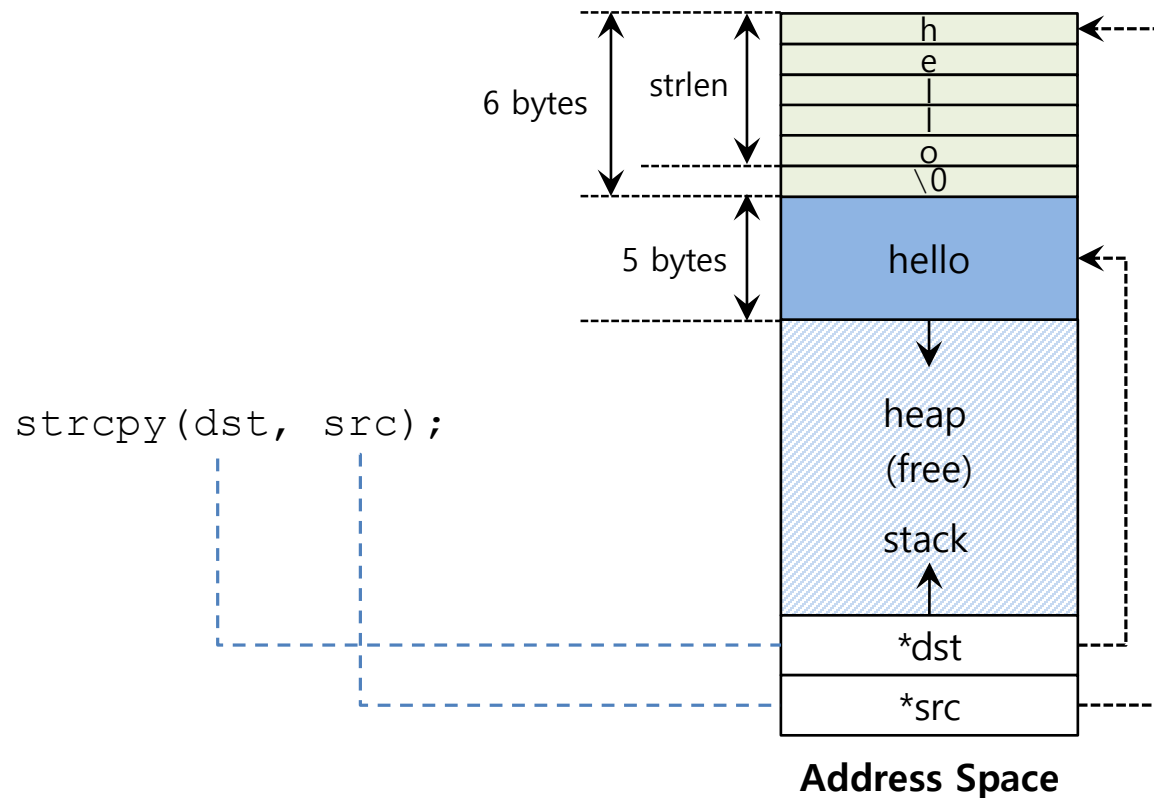 h
e
l
l
o
\0
6 bytes
strlen
5 bytes
hello
heap
(free)
stack
strcpy(dst, src);
*dst
*src
Address Space